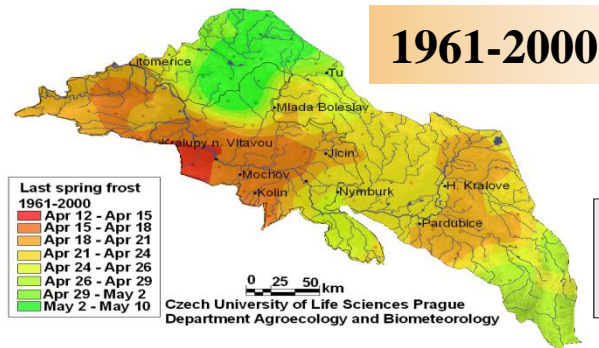 1961-2000
Litomerice
Tu
Mlada Boleslav
Kralupy n. Vltavou
Jicin
Mochov
Kolin
Nymburk
H. Kralove
Pardubice
Last spring frost
1961-2000
Apr 12 - Apr 15
Apr 15 - Apr 18
Apr 18 - Apr 21
Apr 21 - Apr 24
Apr 24 - Apr 26
Apr 26 - Apr 29
Apr 29 - May 2
May 2 - May 10
0 25 50 km
Czech University of Life Sciences Prague
Department Agroecology and Biometeorology